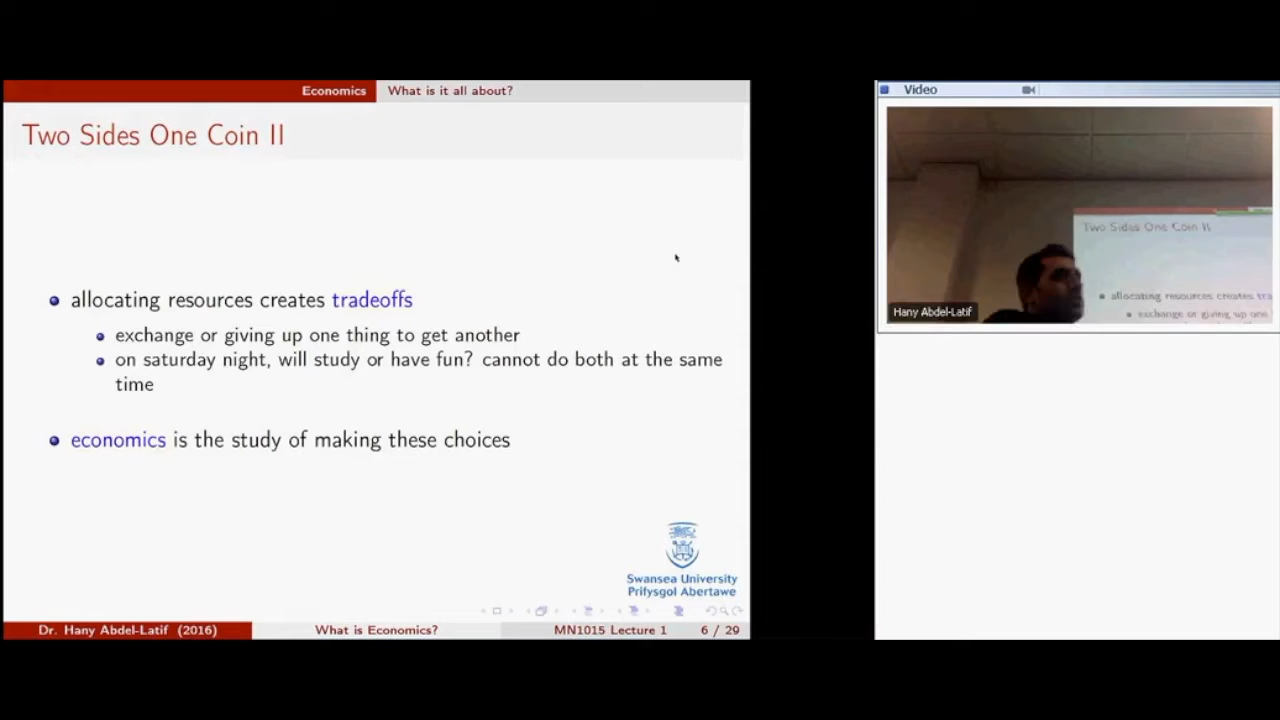 Economics What is it all about?
Two Sides One Coin II
allocating resources creates tradeoffs
exchange or giving up one thing to get another
on saturday night, will study or have fun? cannot do both at the same
time
economics is the study of making these choices
Swansea University
Prifysgol Abertawe
Dr. Hany Abdel-Latif (2016) What is Economics? MN1015 Lecture 1 6 / 29
Video
Two Sides One Coin II
allocating resources creates tra
exchange or giving up one
Hany Abdel-Latif